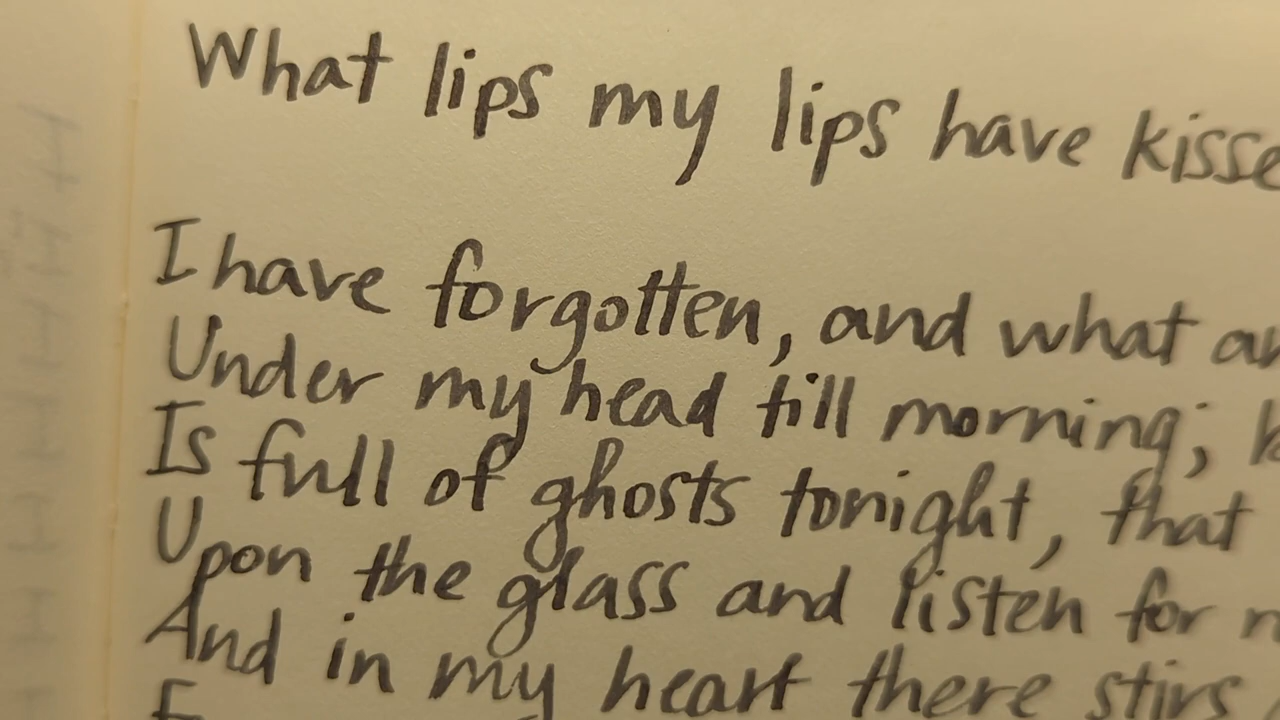 What lips my lips have kisse
I have forgotten, and what ar
Under my head till morning; b
Is full of ghosts tonight, that
Upon the glass and listen for r
And in my heart there stirs
F